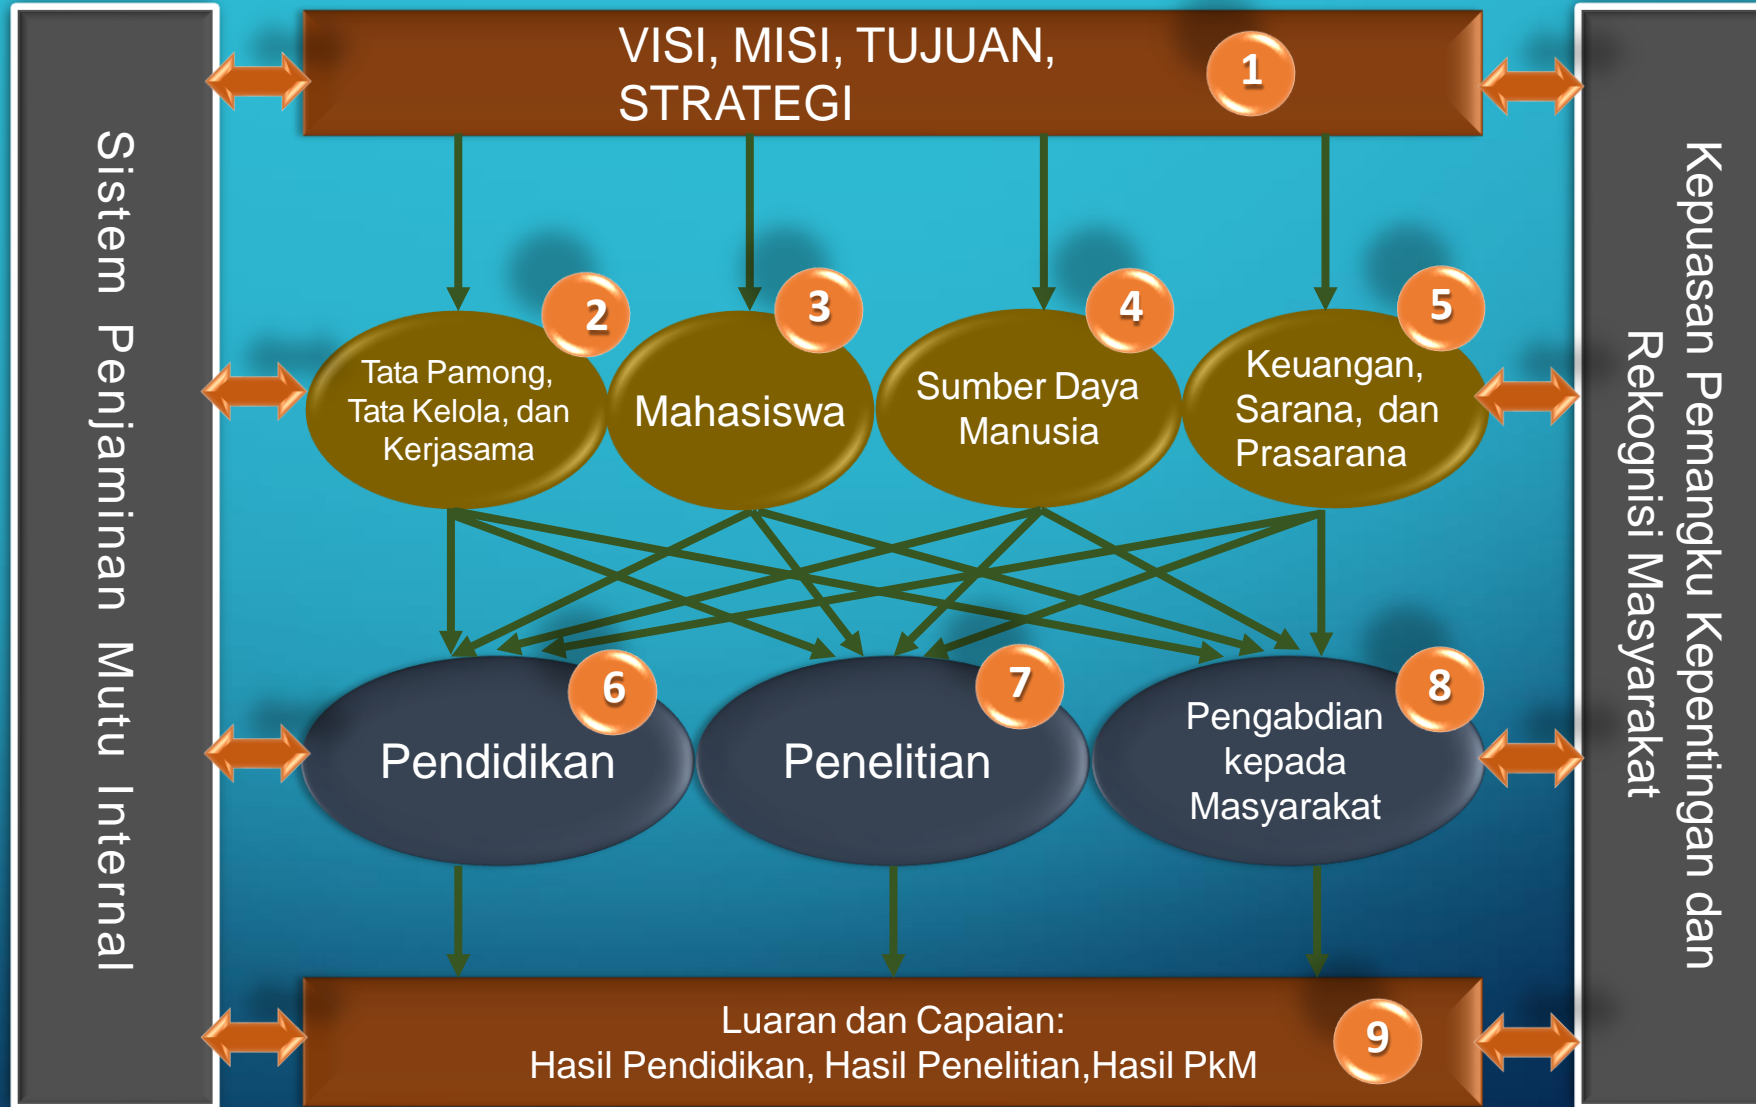 Sistem Penjaminan Mutu Internal
VISI, MISI, TUJUAN,
STRATEGI
1
2
Tata Pamong,
Tata Kelola, dan
Kerjasama
3
Mahasiswa
4
Sumber Daya
Manusia
5
Keuangan,
Sarana, dan
Prasarana
6
Pendidikan
7
Penelitian
8
Pengabdian
kepada
Masyarakat
Luaran dan Capaian:
Hasil Pendidikan, Hasil Penelitian,Hasil PkM
9
Kepuasan Pemangku Kepentingan dan
Rekognisi Masyarakat